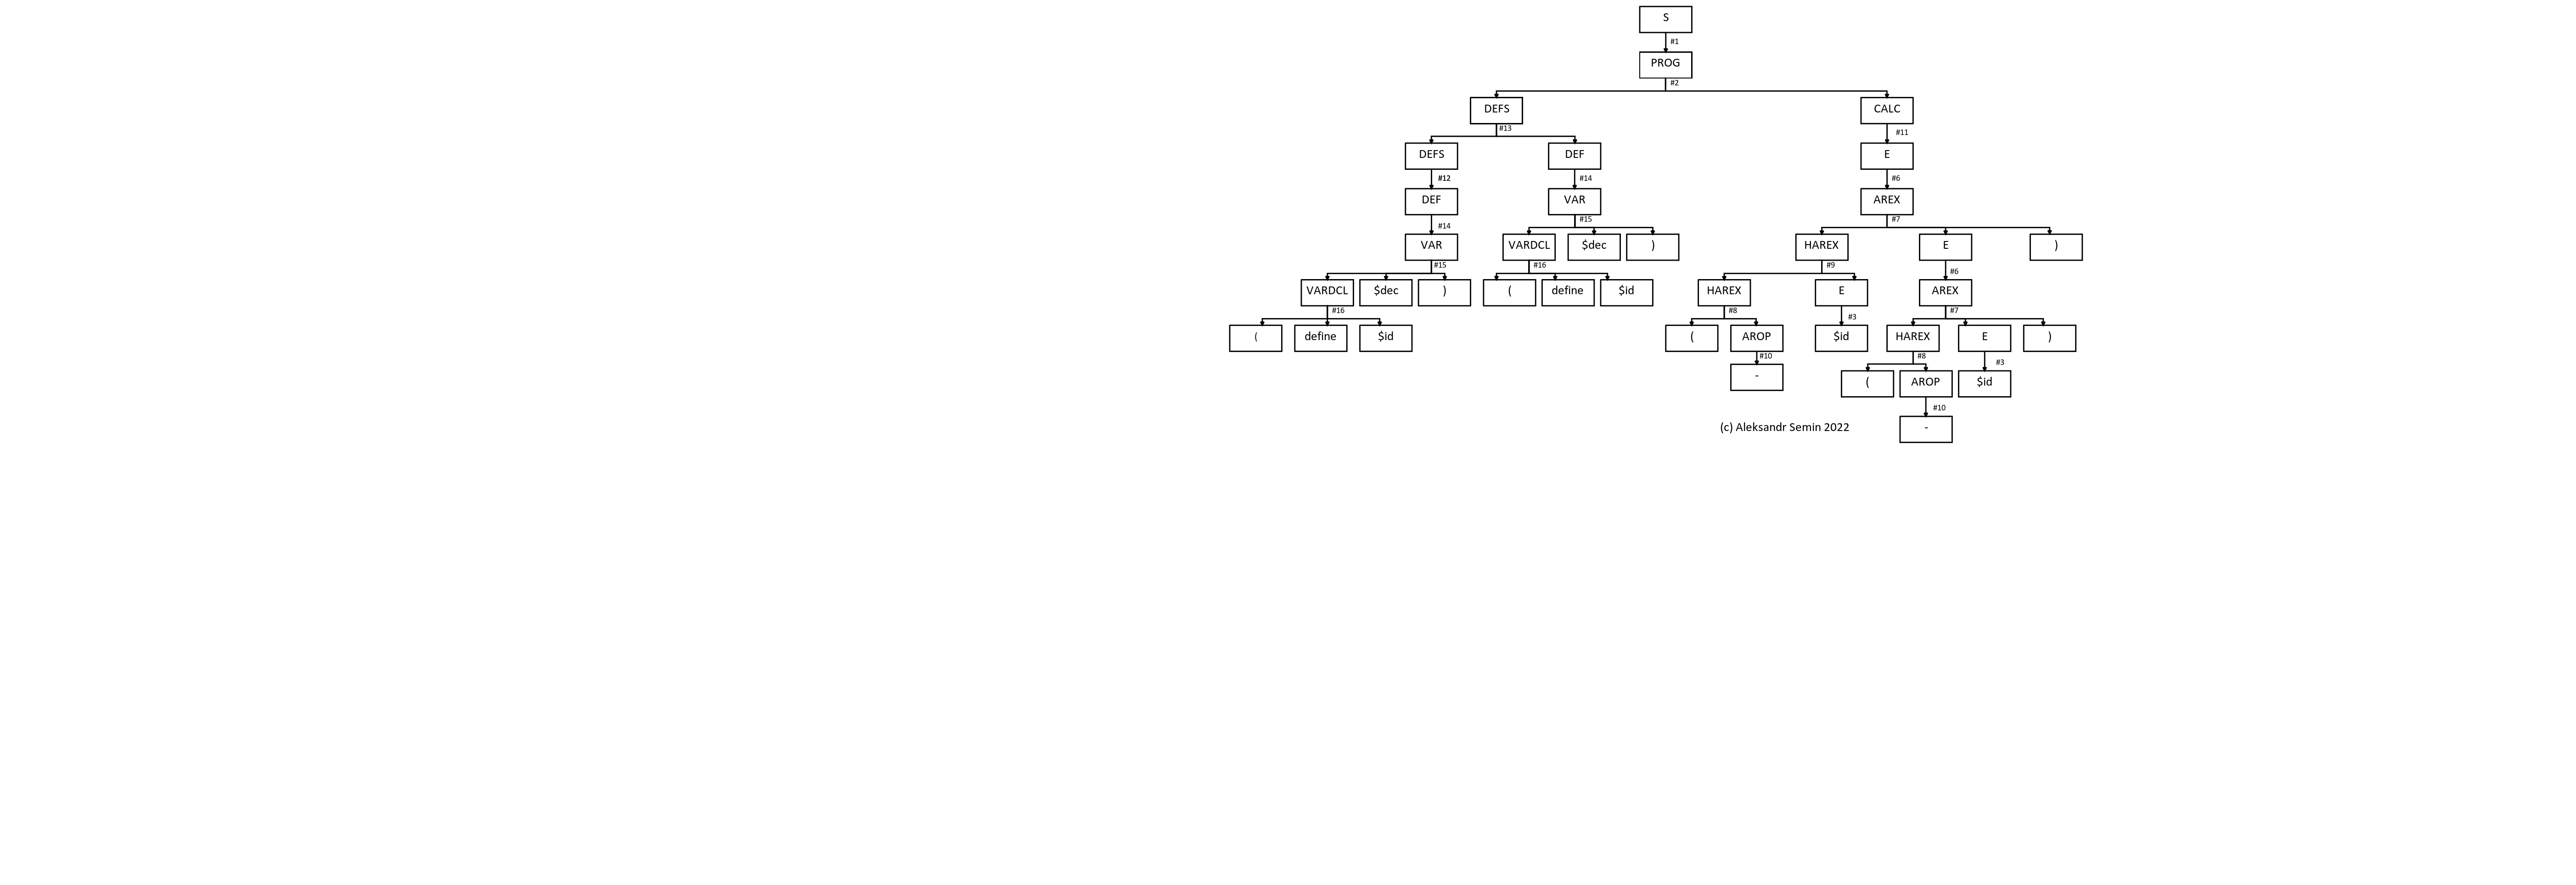 S
#1
PROG
#2
DEFS CALC
#13 #11
DEFS DEF E
#12 #14 #6
DEF VAR AREX
#14 #15 #7
VAR VARDCL $dec ) HAREX E )
#15 #16 #9 #6
VARDCL $dec ) ( define $id HAREX E AREX
#16 #8 #3 #7
( define $id ( AROP $id HAREX E )
#10 #8 #3
- ( AROP $id
#10
(c) Aleksandr Semin 2022 -